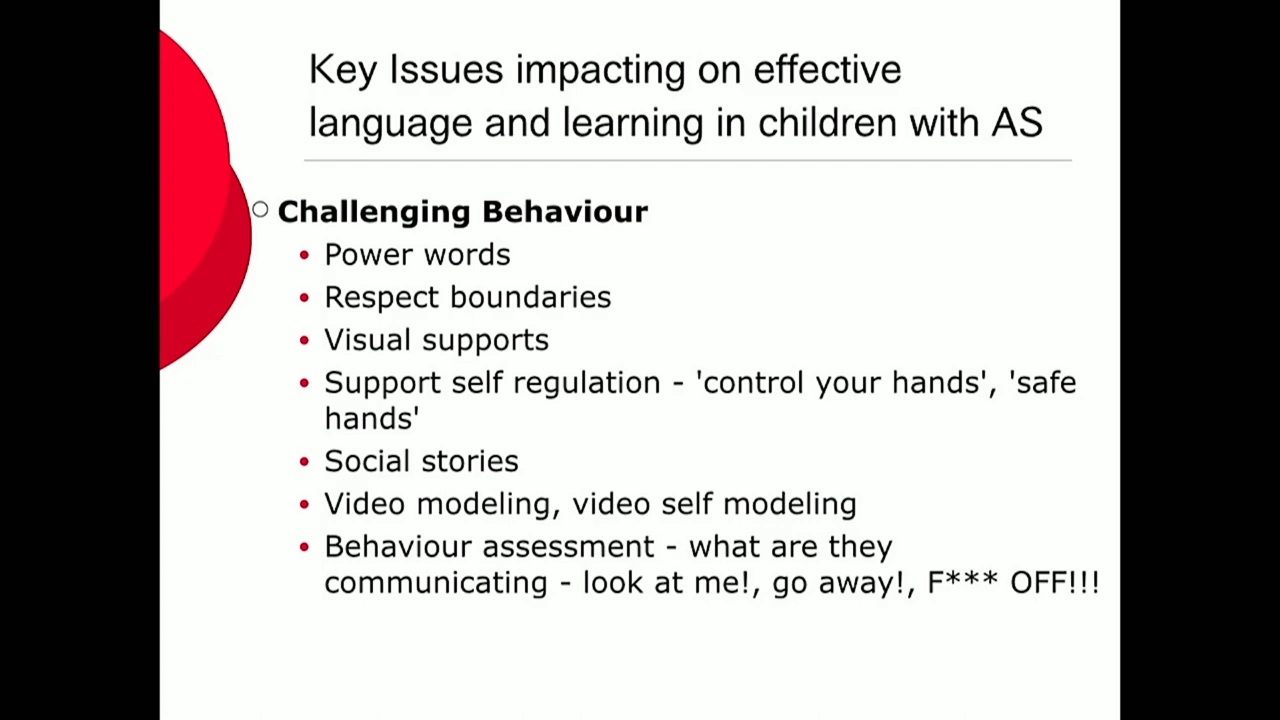 Key Issues impacting on effective
language and learning in children with AS
Challenging Behaviour
Power words
Respect boundaries
Visual supports
Support self regulation - 'control your hands', 'safe
hands'
Social stories
Video modeling, video self modeling
Behaviour assessment - what are they
communicating - look at me!, go away!, F*** OFF!!!